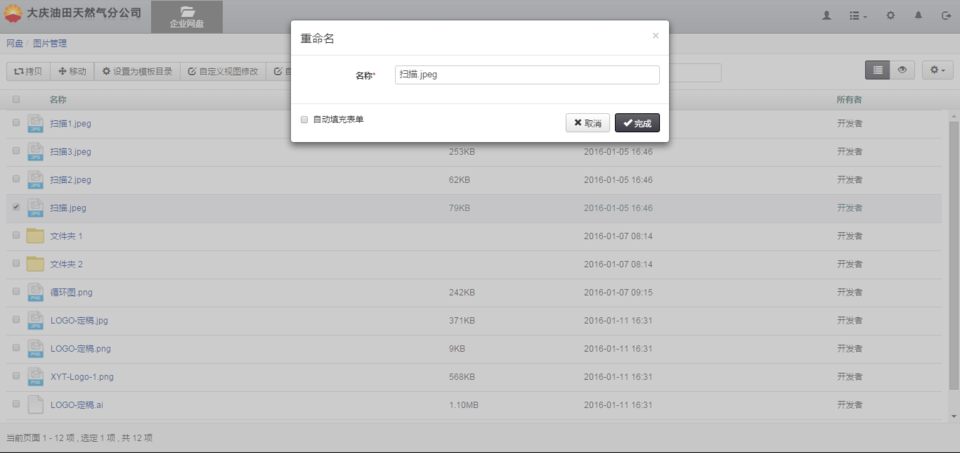 大庆油田天然气分公司
企业网盘
网盘 / 图片管理
拷贝 移动 设置为模板目录 自定义视图修改
重命名 ×
名称* 扫描.jpeg
自动填充表单 取消 完成
名称 所有者
扫描1.jpeg 开发者
扫描3.jpeg 253KB 2016-01-05 16:46 开发者
扫描2.jpeg 62KB 2016-01-05 16:46 开发者
扫描.jpeg 79KB 2016-01-05 16:46 开发者
文件夹 1 2016-01-07 08:14 开发者
文件夹 2 2016-01-07 08:14 开发者
循环图.png 242KB 2016-01-07 09:15 开发者
LOGO-定稿.jpg 371KB 2016-01-11 16:31 开发者
LOGO-定稿.png 9KB 2016-01-11 16:31 开发者
XYT-Logo-1.png 568KB 2016-01-11 16:31 开发者
LOGO-定稿.ai 1.10MB 2016-01-11 16:31 开发者
当前页面 1 - 12 项 , 选定 1 项 , 共 12 项